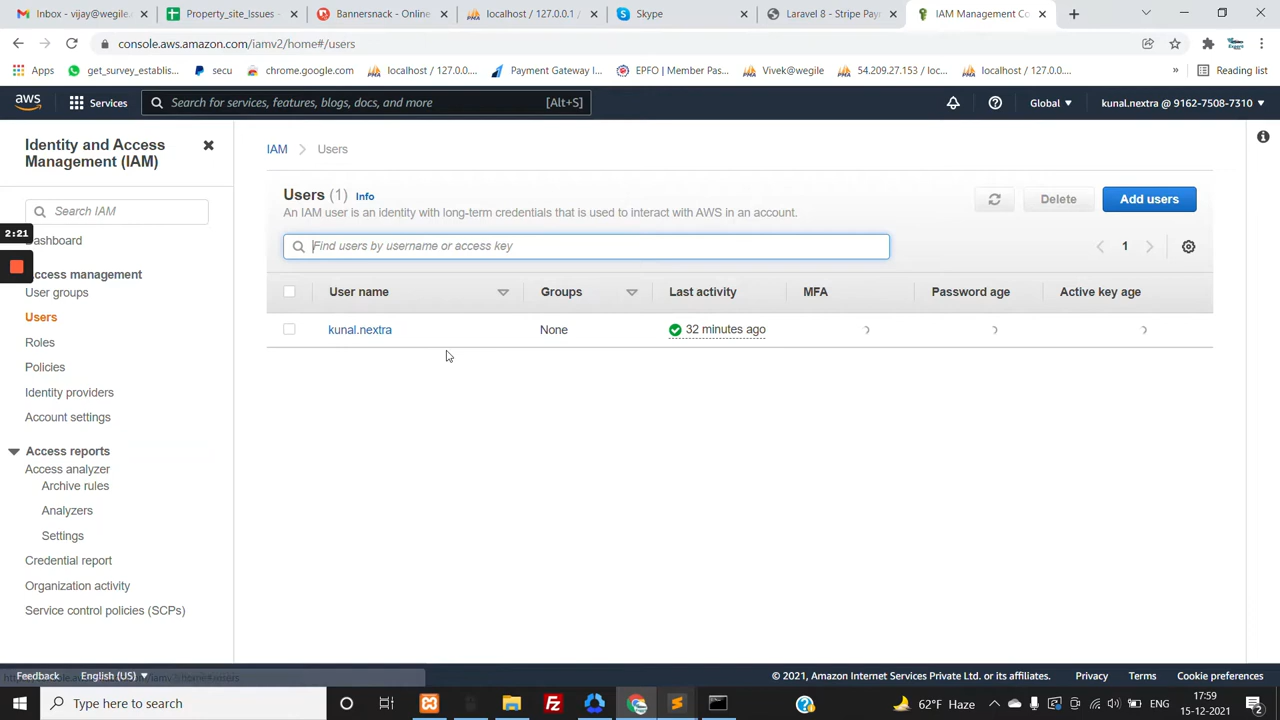 Inbox - vijay@wegile.
Property_site_Issues -
Bannersnack - Online
localhost / 127.0.0.1 /
Skype
Laravel 8 - Stripe Pay
IAM Management Co
console.aws.amazon.com/iamv2/home#/users
Apps
get_survey_establis...
secu
chrome.google.com
localhost / 127.0.0....
Payment Gateway I...
EPFO | Member Pas...
Vivek@wegile
54.209.27.153 / loc...
localhost / 127.0.0....
»
Reading list
aws
Services
Search for services, features, blogs, docs, and more
[Alt+S]
Global
kunal.nextra @ 9162-7508-7310
Identity and Access
Management (IAM)
Search IAM
2:21
Dashboard
Access management
User groups
Users
Roles
Policies
Identity providers
Account settings
Access reports
Access analyzer
Archive rules
Analyzers
Settings
Credential report
Organization activity
Service control policies (SCPs)
IAM
Users
Users (1) Info
An IAM user is an identity with long-term credentials that is used to interact with AWS in an account.
Delete
Add users
Find users by username or access key
1
User name
Groups
Last activity
MFA
Password age
Active key age
kunal.nextra
None
32 minutes ago
Feedback
English (US)
© 2021, Amazon Internet Services Private Ltd. or its affiliates.
Privacy
Terms
Cookie preferences
Type here to search
62°F Haze
ENG
17:59
15-12-2021
2